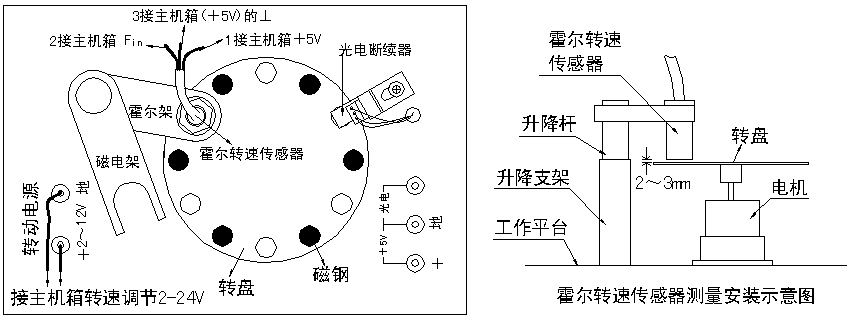 3接主机箱(+5V)的⊥
2接主机箱 Fin
1接主机箱+5V
光电断续器
霍尔架
磁电架
霍尔转速传感器
转动电源
地
+2～12V
光电
地
+5V
+
转盘
磁钢
接主机箱转速调节2-24V
霍尔转速
传感器
升降杆
转盘
2～3mm
升降支架
电机
工作平台
霍尔转速传感器测量安装示意图